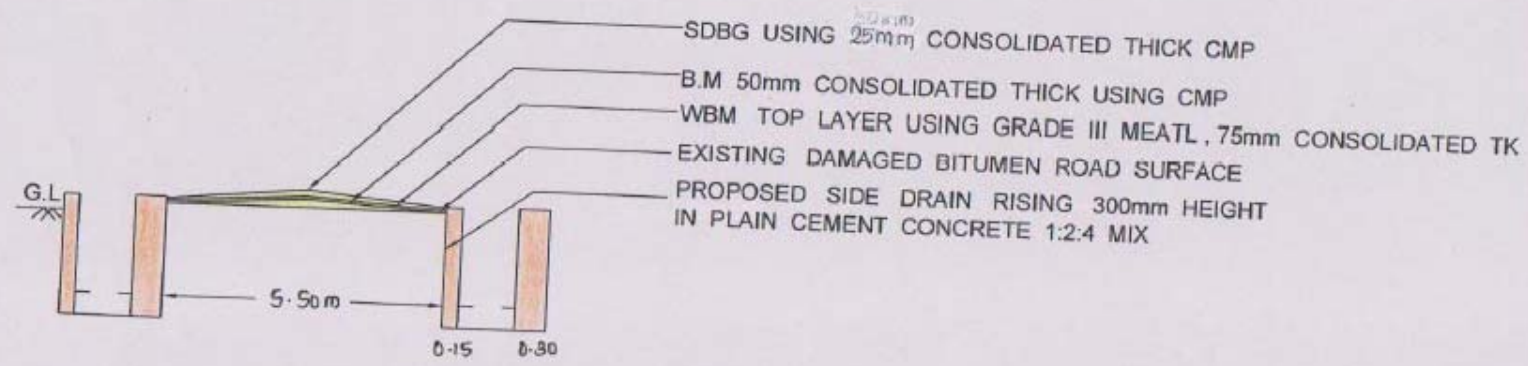 SDBG USING 25mm CONSOLIDATED THICK CMP
B.M 50mm CONSOLIDATED THICK USING CMP
WBM TOP LAYER USING GRADE III MEATL, 75mm CONSOLIDATED TK
EXISTING DAMAGED BITUMEN ROAD SURFACE
PROPOSED SIDE DRAIN RISING 300mm HEIGHT
IN PLAIN CEMENT CONCRETE 1:2:4 MIX
G.L
5.50m
0.15 0.30